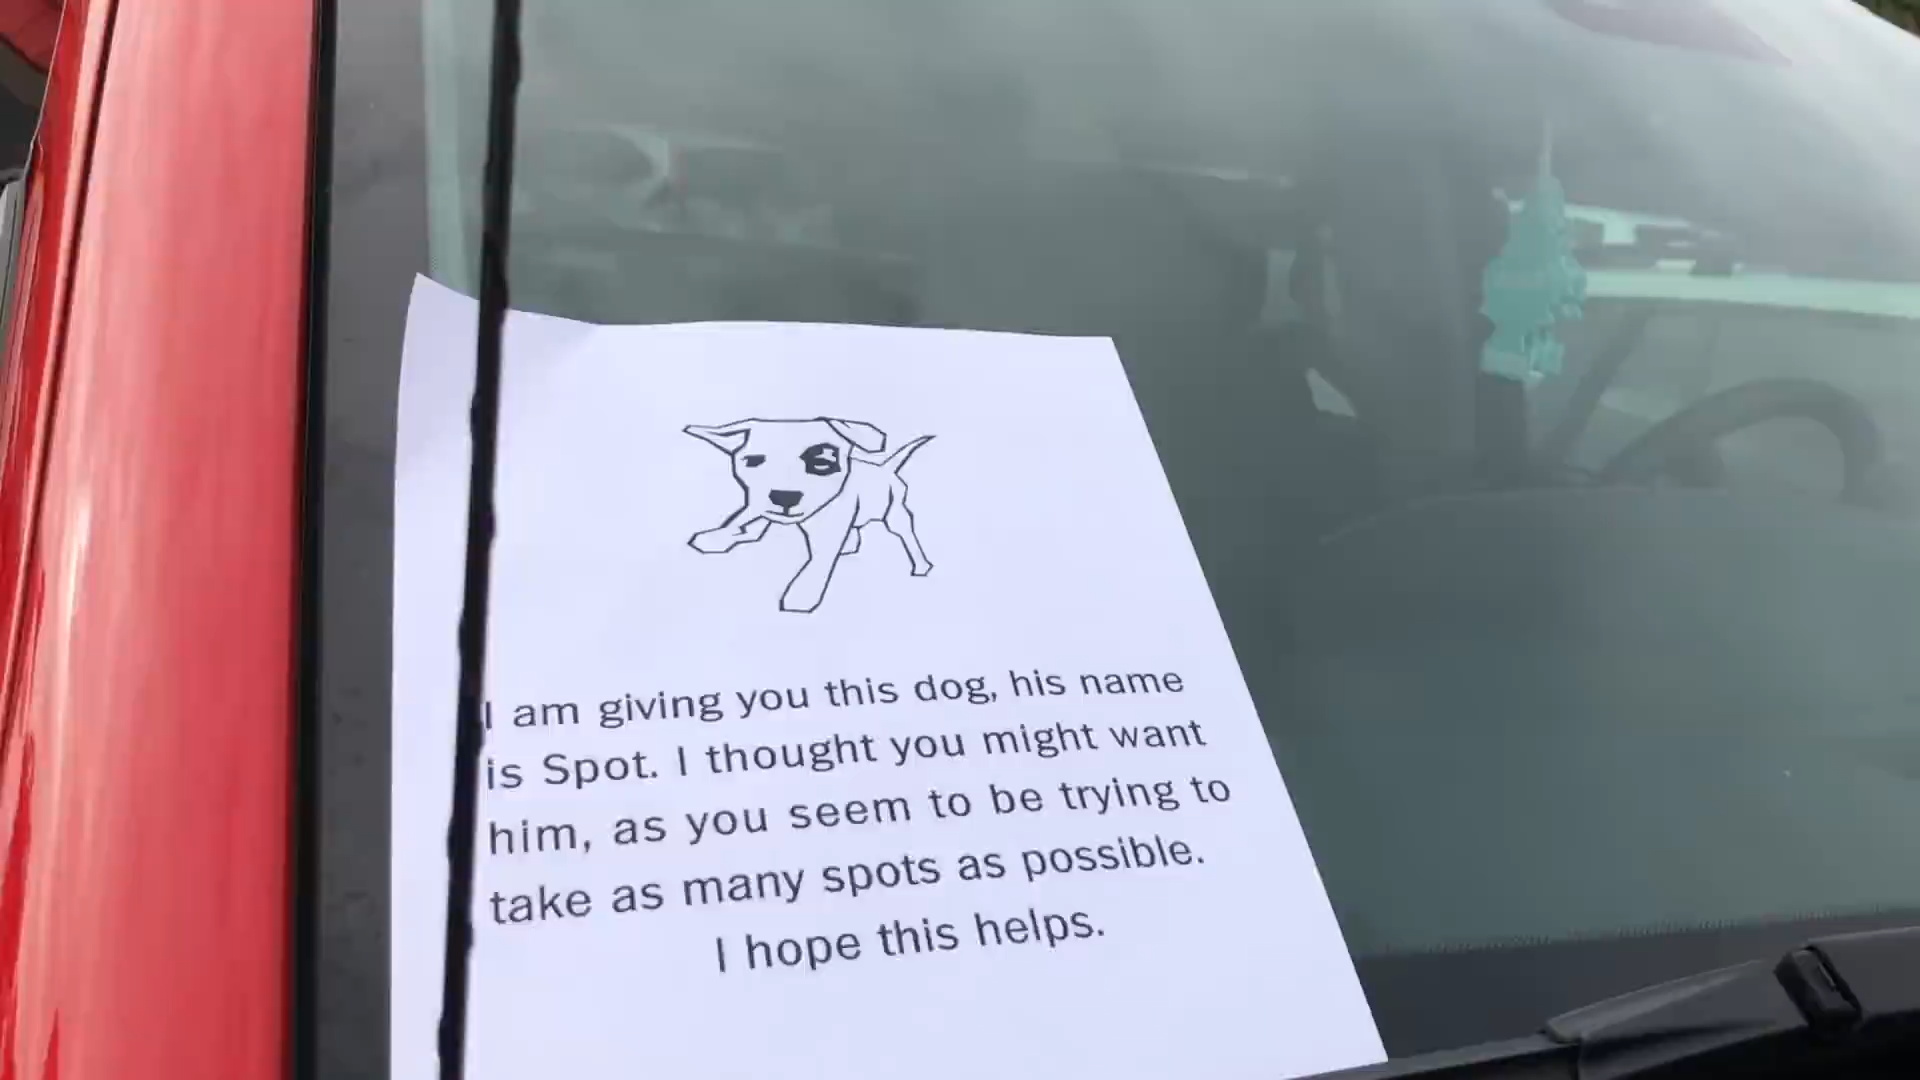 I am giving you this dog, his name
is Spot. I thought you might want
him, as you seem to be trying to
take as many spots as possible.
I hope this helps.